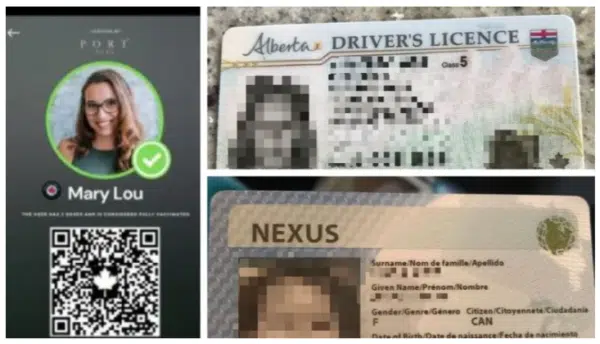 PORT
Mary Lou
THE USER HAS 2 DOSES AND IS CONSIDERED FULLY VACCINATED
Alberta DRIVER'S LICENCE
Class 5
NEXUS
Surname/Nom de famille/Apellido
Given Name/Prénom/Nombre
Gender/Genre/Género Citizen/Citoyenneté/Ciudadanía
F CAN
Date of Birth/Date de naissance/Fecha de nacimiento